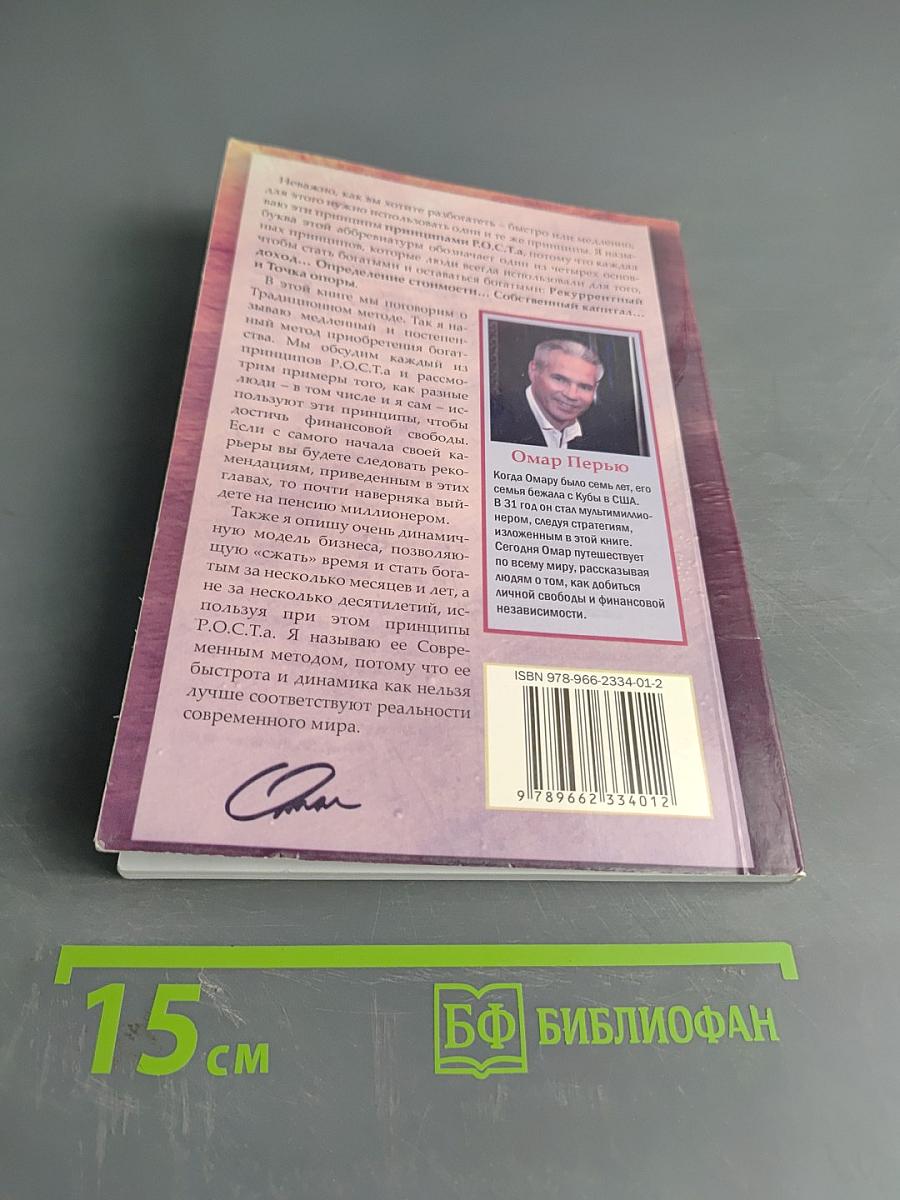 Неважно, как вы хотите разбогатеть – быстро или медленно,
для этого нужно использовать одни и те же принципы. Я назы-
ваю эти принципы принципами Р.О.С.Т.а, потому что каждая
буква этой аббревиатуры обозначает один из четырех основ-
ных принципов, которые люди всегда использовали для того,
чтобы стать богатыми и оставаться богатыми: Рекуррентный
доход... Определение стоимости... Собственный капитал...
и Точка опоры.
В этой книге мы поговорим о
Традиционном методе. Так я на-
зываю медленный и постепен-
ный метод приобретения богат-
ства. Мы обсудим каждый из
принципов Р.О.С.Т.а и рассмо-
трим примеры того, как разные
люди – в том числе и я сам – ис-
пользуют эти принципы, чтобы
достичь финансовой свободы.
Если с самого начала своей ка-
рьеры вы будете следовать реко-
мендациям, приведенным в этих
главах, то почти наверняка вый-
дете на пенсию миллионером.
Также я опишу очень динамич-
ную модель бизнеса, позволяю-
щую «сжать» время и стать бога-
тым за несколько месяцев и лет, а
не за несколько десятилетий, ис-
пользуя при этом принципы
Р.О.С.Т.а. Я называю ее Совре-
менным методом, потому что ее
быстрота и динамика как нельзя
лучше соответствуют реальности
современного мира.
Омар Перью
Когда Омару было семь лет, его
семья бежала с Кубы в США.
В 31 год он стал мультимиллио-
нером, следуя стратегиям,
изложенным в этой книге.
Сегодня Омар путешествует
по всему миру, рассказывая
людям о том, как добиться
личной свободы и финансовой
независимости.
ISBN 978-966-2334-01-2
9 789662 334012
Omar
15 см
БФ БИБЛИОФАН